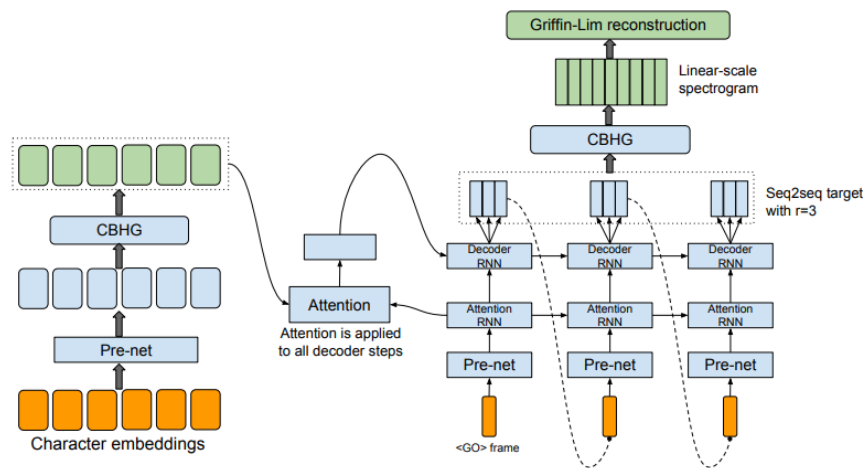 Griffin-Lim reconstruction
Linear-scale
spectrogram
CBHG
Seq2seq target
with r=3
CBHG
Decoder
RNN
Decoder
RNN
Decoder
RNN
Attention
Attention is applied
to all decoder steps
Attention
RNN
Attention
RNN
Attention
RNN
Pre-net
Pre-net
Pre-net
Pre-net
Character embeddings
<GO> frame